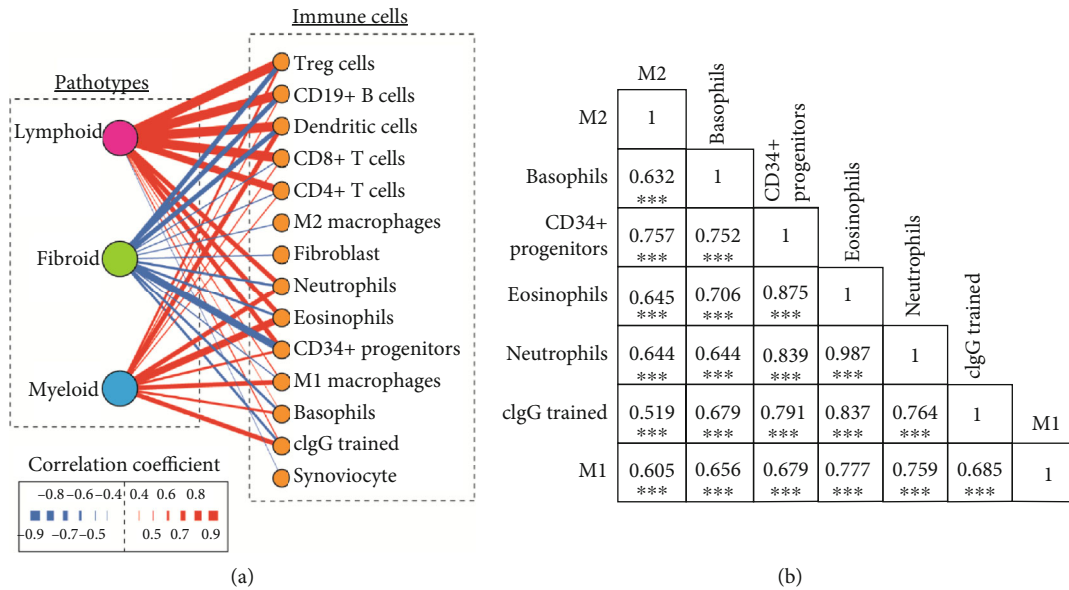 Immune cells
Pathotypes
Lymphoid
Fibroid
Myeloid
Treg cells
CD19+ B cells
Dendritic cells
CD8+ T cells
CD4+ T cells
M2 macrophages
Fibroblast
Neutrophils
Eosinophils
CD34+ progenitors
M1 macrophages
Basophils
clgG trained
Synoviocyte
Correlation coefficient
−0.8 −0.6 −0.4 0.4 0.6 0.8
−0.9 −0.7 −0.5 0.5 0.7 0.9
(a)
M2
Basophils
CD34+
progenitors
Eosinophils
Neutrophils
clgG trained
M1
M2 1
Basophils 0.632 1
***
CD34+
progenitors 0.757 0.752 1
*** ***
Eosinophils 0.645 0.706 0.875 1
*** *** ***
Neutrophils 0.644 0.644 0.839 0.987 1
*** *** *** ***
clgG trained 0.519 0.679 0.791 0.837 0.764 1
*** *** *** *** ***
M1 0.605 0.656 0.679 0.777 0.759 0.685 1
*** *** *** *** *** ***
(b)